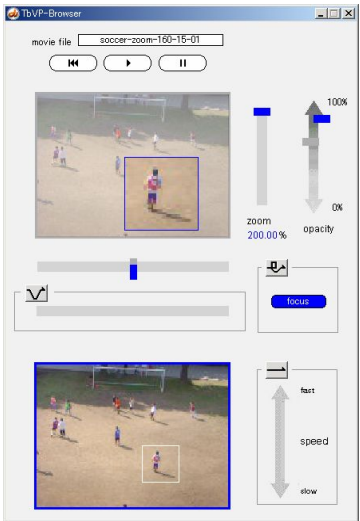 TbVP-Browser
movie file soccer-zoom-160-15-01
100%
0%
zoom
200.00%
opacity
focus
fast
speed
slow